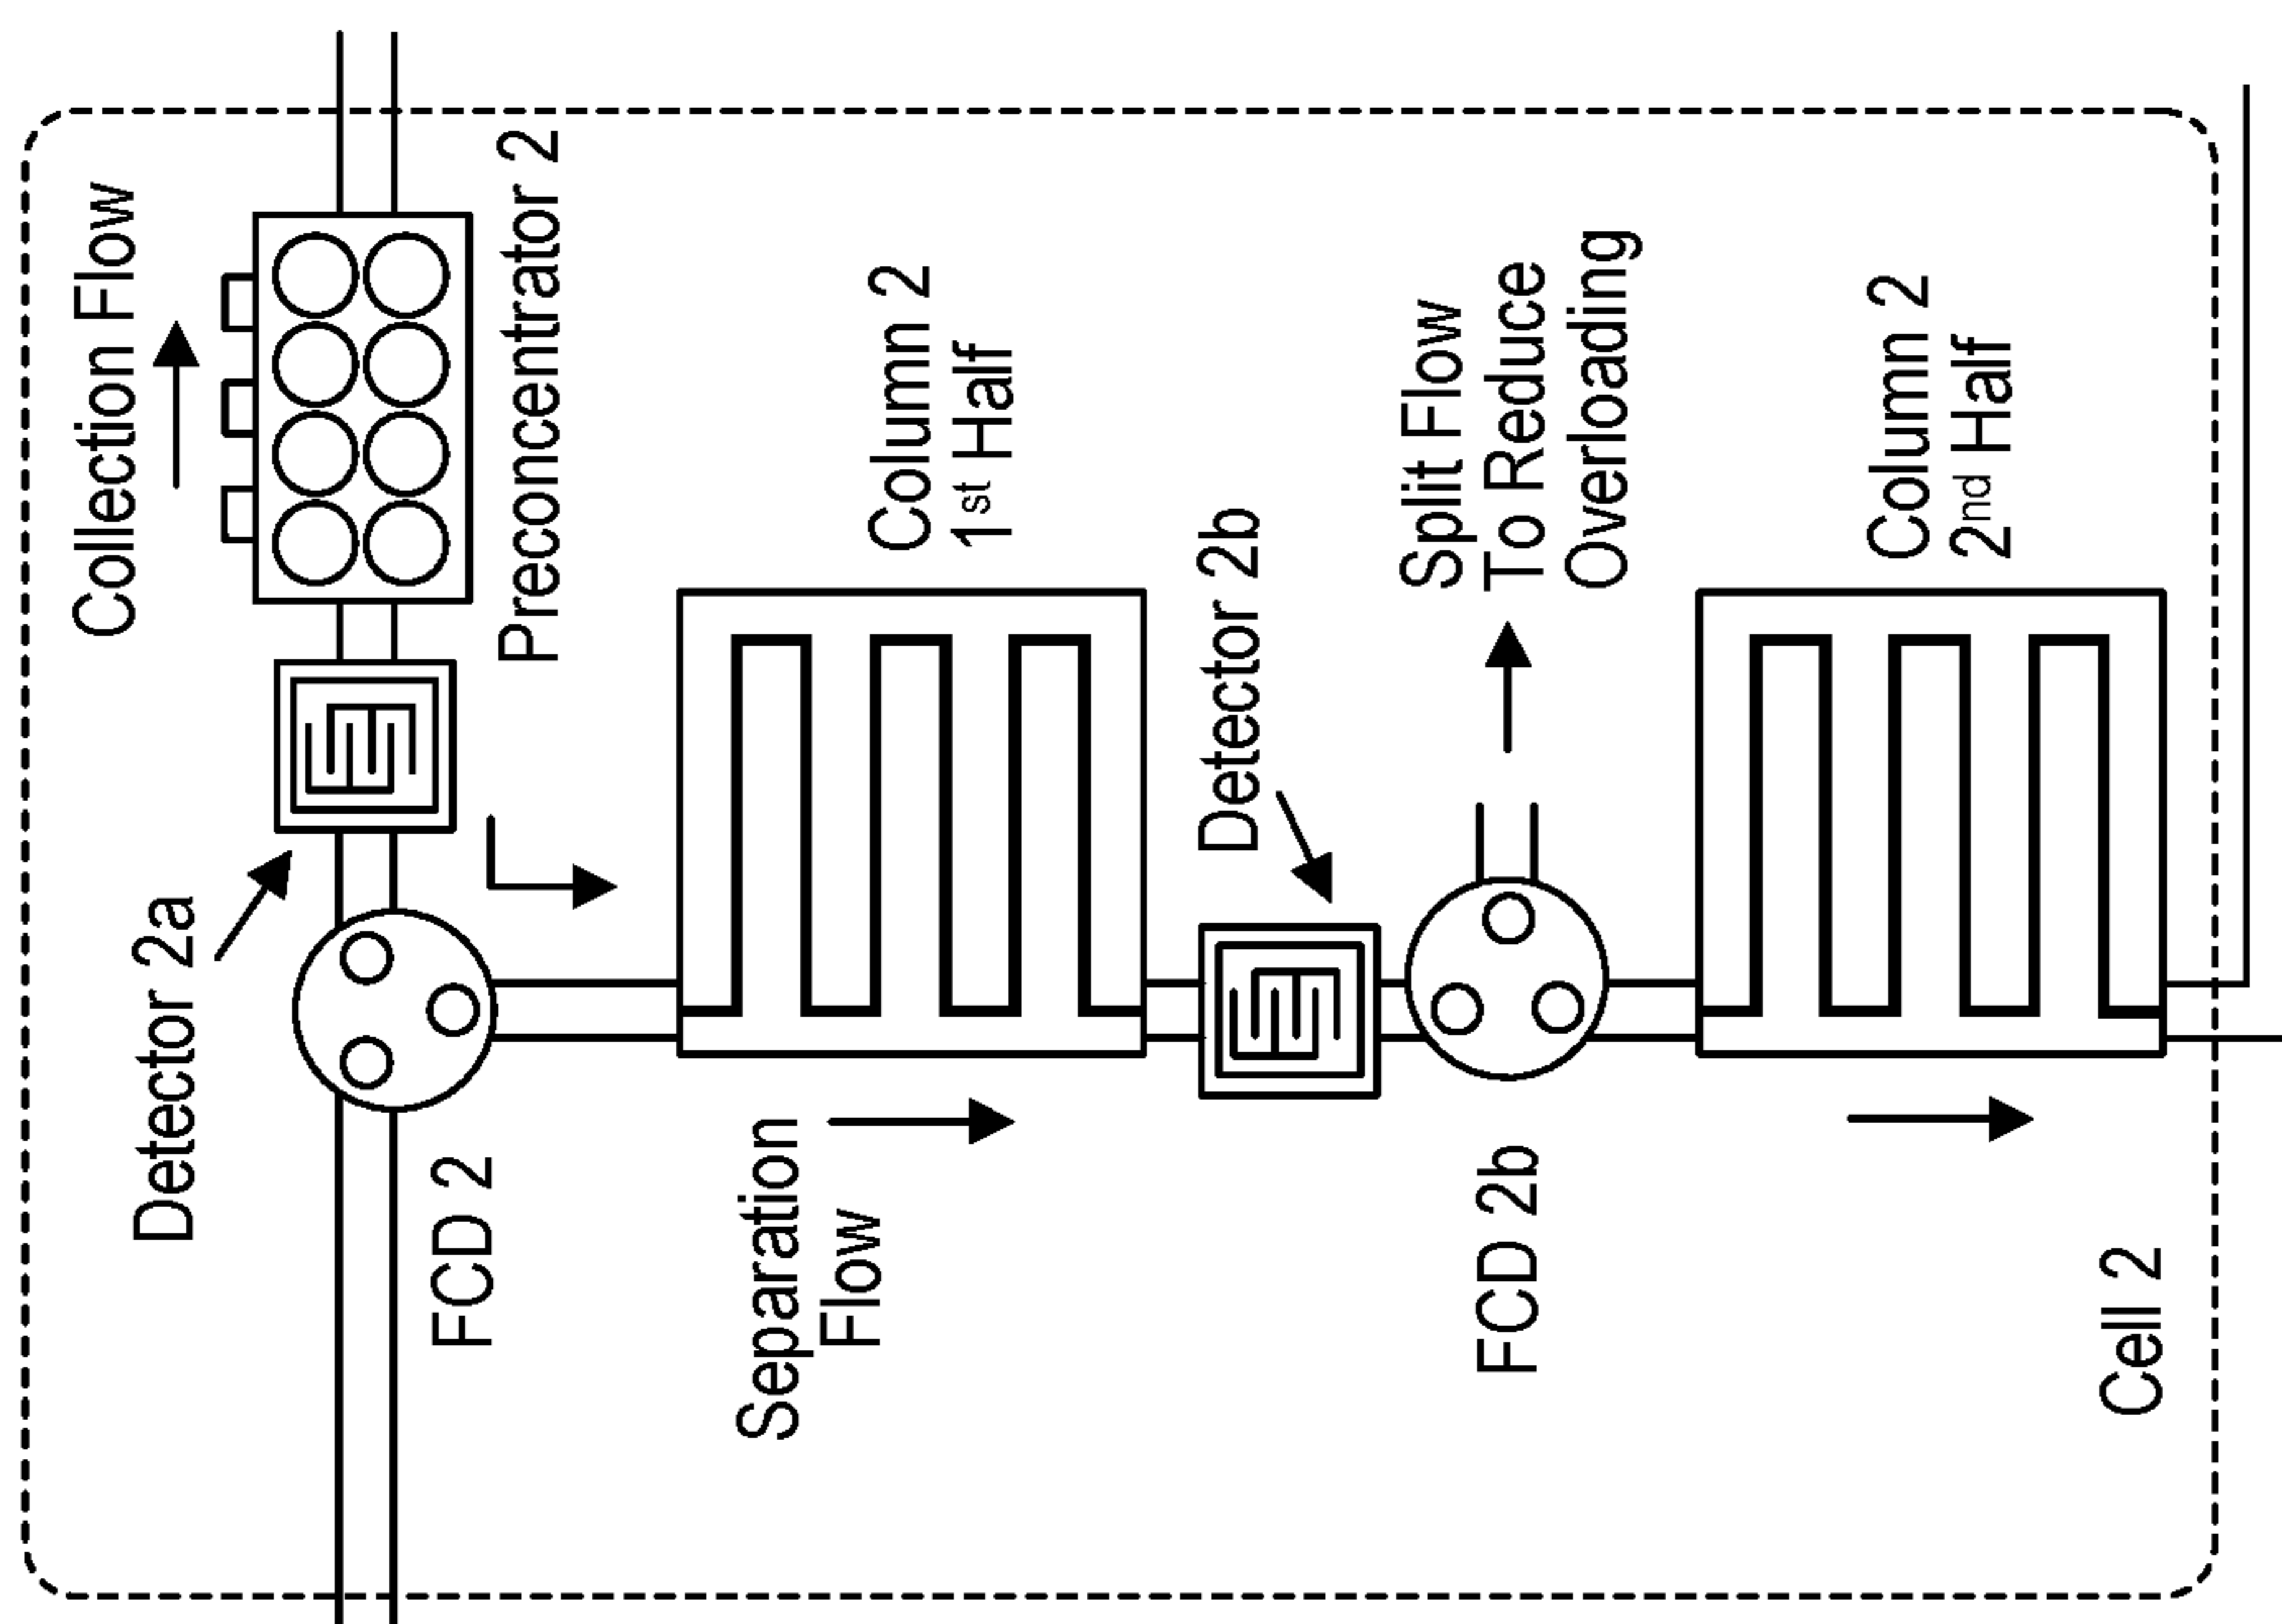 Collection Flow
Detector 2a
FCD 2
Preconcentrator 2
Separation
Flow
Column 2
1st Half
Detector 2b
FCD 2b
Split Flow
To Reduce
Overloading
Column 2
2nd Half
Cell 2